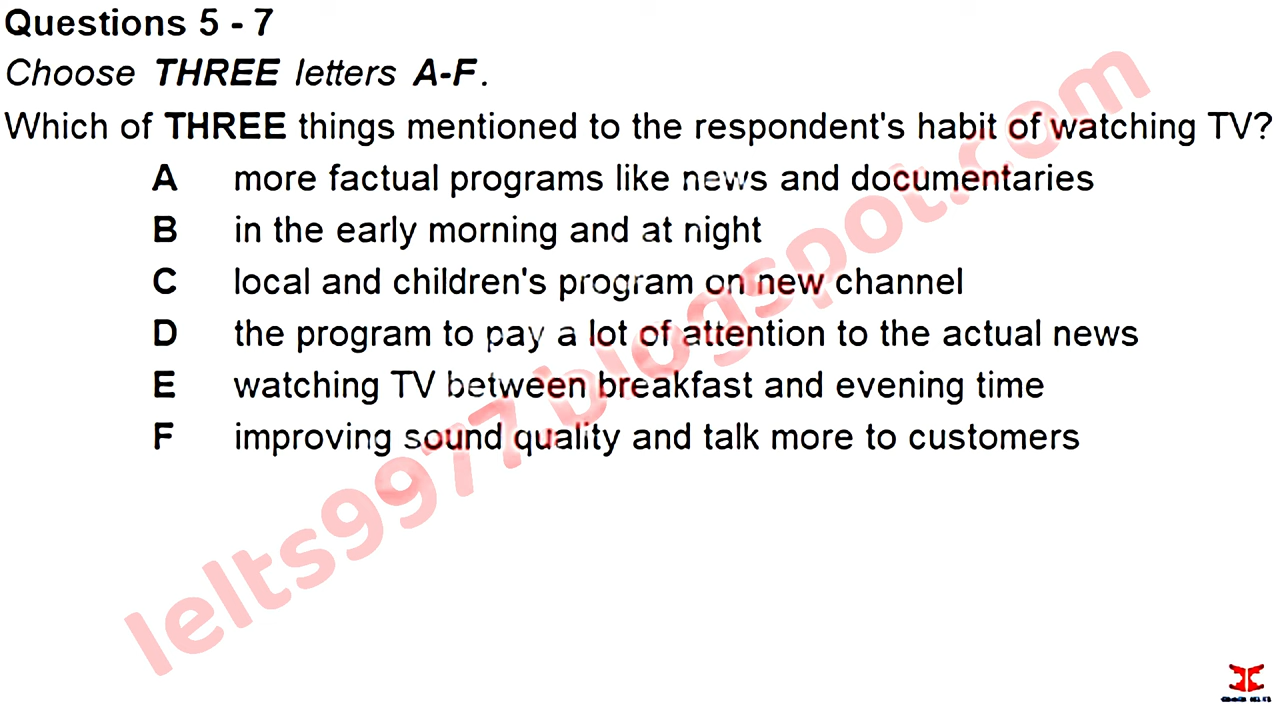 Questions 5 - 7
Choose THREE letters A-F.
Which of THREE things mentioned to the respondent's habit of watching TV?
A more factual programs like news and documentaries
B in the early morning and at night
C local and children's program on new channel
D the program to pay a lot of attention to the actual news
E watching TV between breakfast and evening time
F improving sound quality and talk more to customers
Ielts9977.blogspot.com